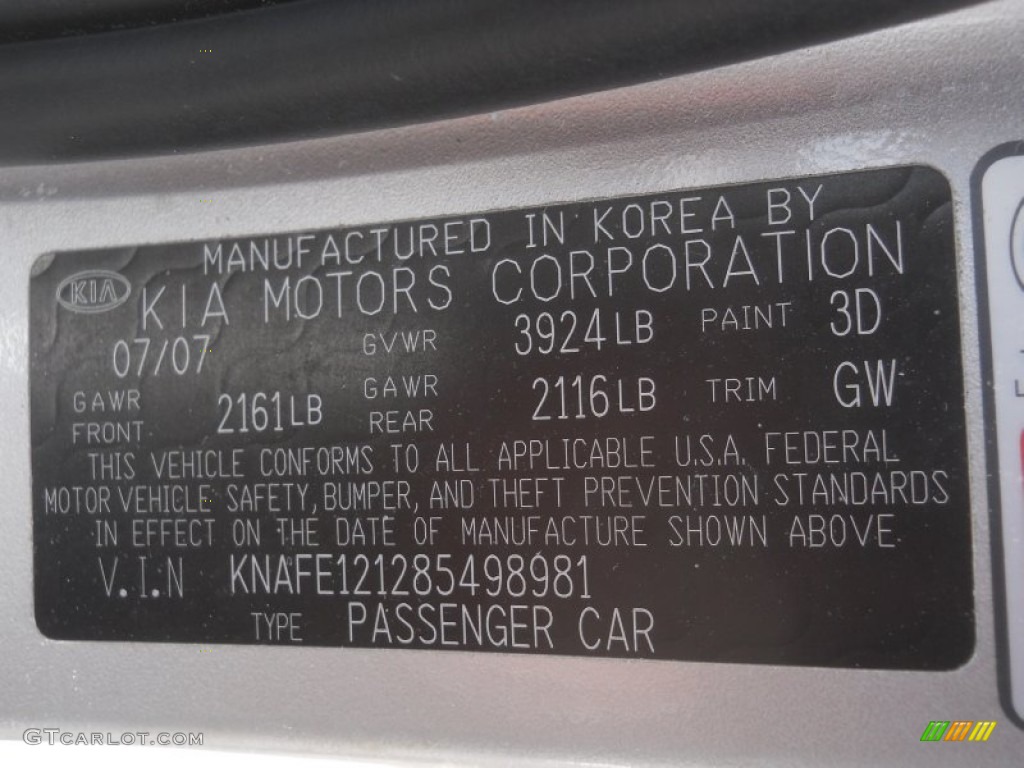 MANUFACTURED IN KOREA BY
KIA KIA MOTORS CORPORATION
07/07 GVWR 3924LB PAINT 3D
GAWR FRONT 2161LB GAWR REAR 2116LB TRIM GW
THIS VEHICLE CONFORMS TO ALL APPLICABLE U.S.A. FEDERAL
MOTOR VEHICLE SAFETY, BUMPER, AND THEFT PREVENTION STANDARDS
IN EFFECT ON THE DATE OF MANUFACTURE SHOWN ABOVE.
V.I.N KNAFE121285498981
TYPE PASSENGER CAR
GTCARLOT.COM